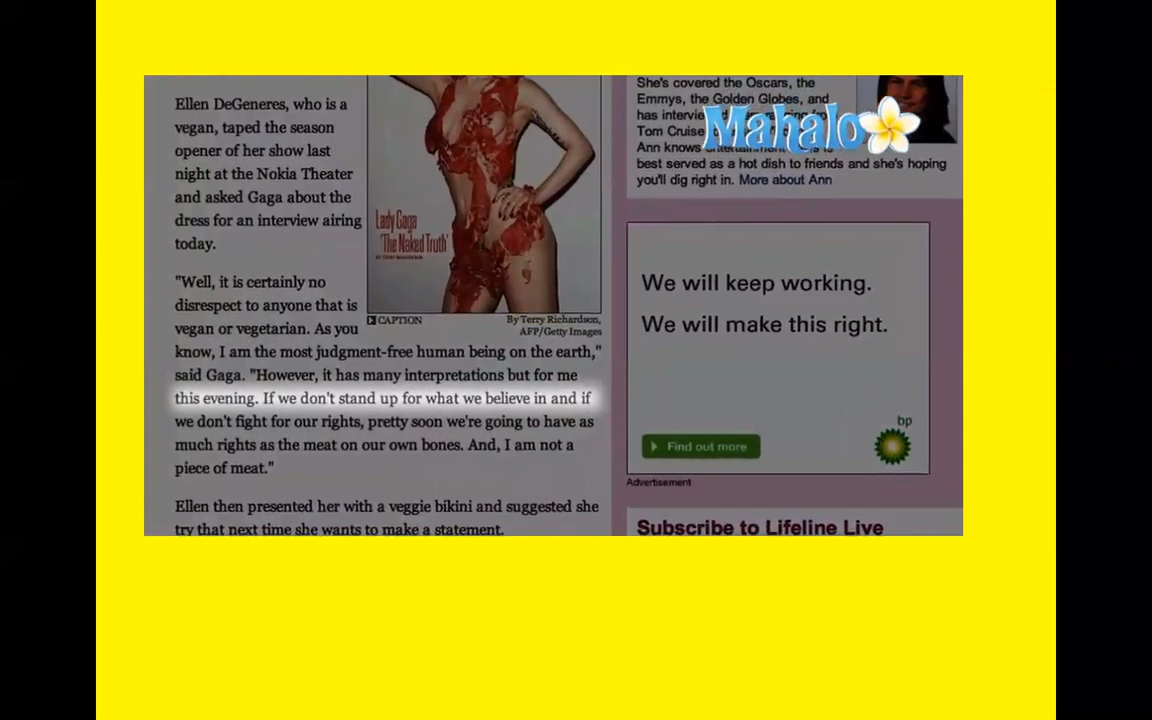 Ellen DeGeneres, who is a
vegan, taped the season
opener of her show last
night at the Nokia Theater
and asked Gaga about the
dress for an interview airing
today.
"Well, it is certainly no
disrespect to anyone that is
vegan or vegetarian. As you
know, I am the most judgment-free human being on the earth,"
said Gaga. "However, it has many interpretations but for me
this evening. If we don't stand up for what we believe in and if
we don't fight for our rights, pretty soon we're going to have as
much rights as the meat on our own bones. And, I am not a
piece of meat."
Ellen then presented her with a veggie bikini and suggested she
try that next time she wants to make a statement.
Lady Gaga
'The Naked Truth'
CAPTION
By Terry Richardson,
AFP/Getty Images
She's covered the Oscars, the
Emmys, the Golden Globes, and
has
Tom Cruise
Ann knows
best served as a hot dish to friends and she's hoping
you'll dig right in. More about Ann
Mahalo
We will keep working.
We will make this right.
bp
Find out more
Advertisement
Subscribe to Lifeline Live